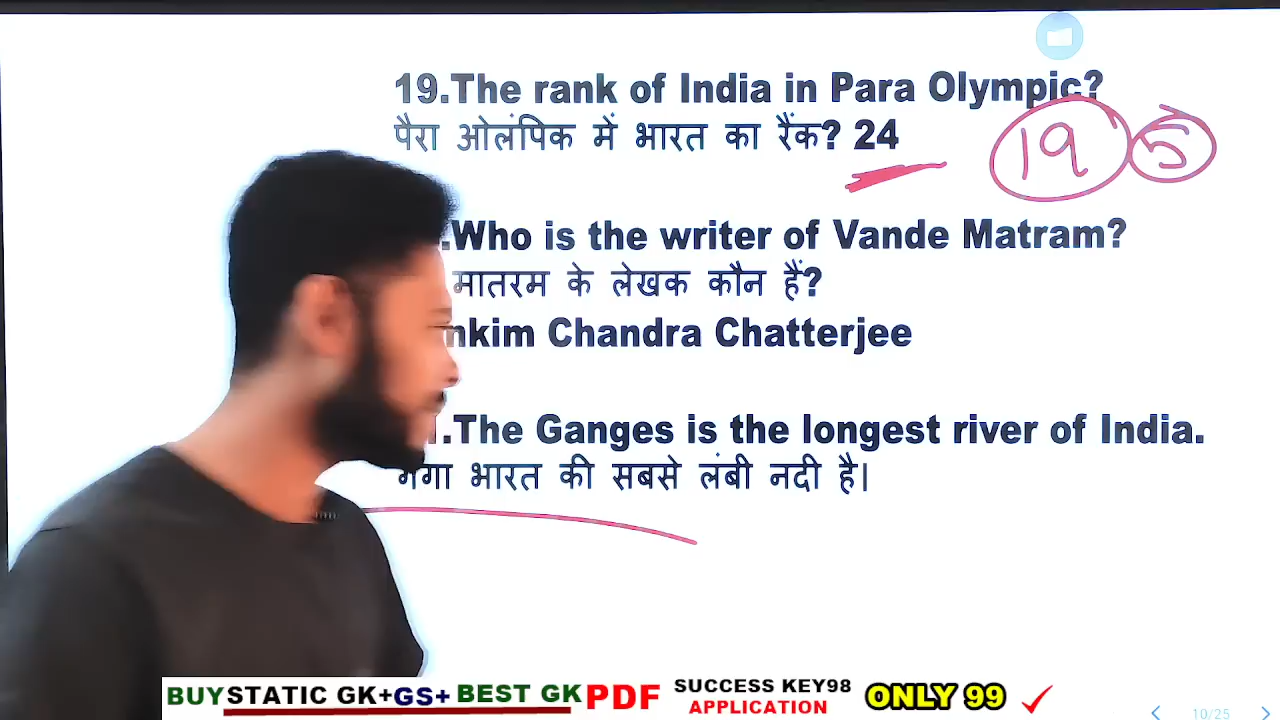 19.The rank of India in Para Olympic?
पैरा ओलंपिक में भारत का रैंक? 24
19 5
.Who is the writer of Vande Matram?
मातरम के लेखक कौन हैं?
nkim Chandra Chatterjee
1.The Ganges is the longest river of India.
गंगा भारत की सबसे लंबी नदी है।
BUY STATIC GK+GS+ BEST GK PDF
SUCCESS KEY98
APPLICATION
ONLY 99
10/25